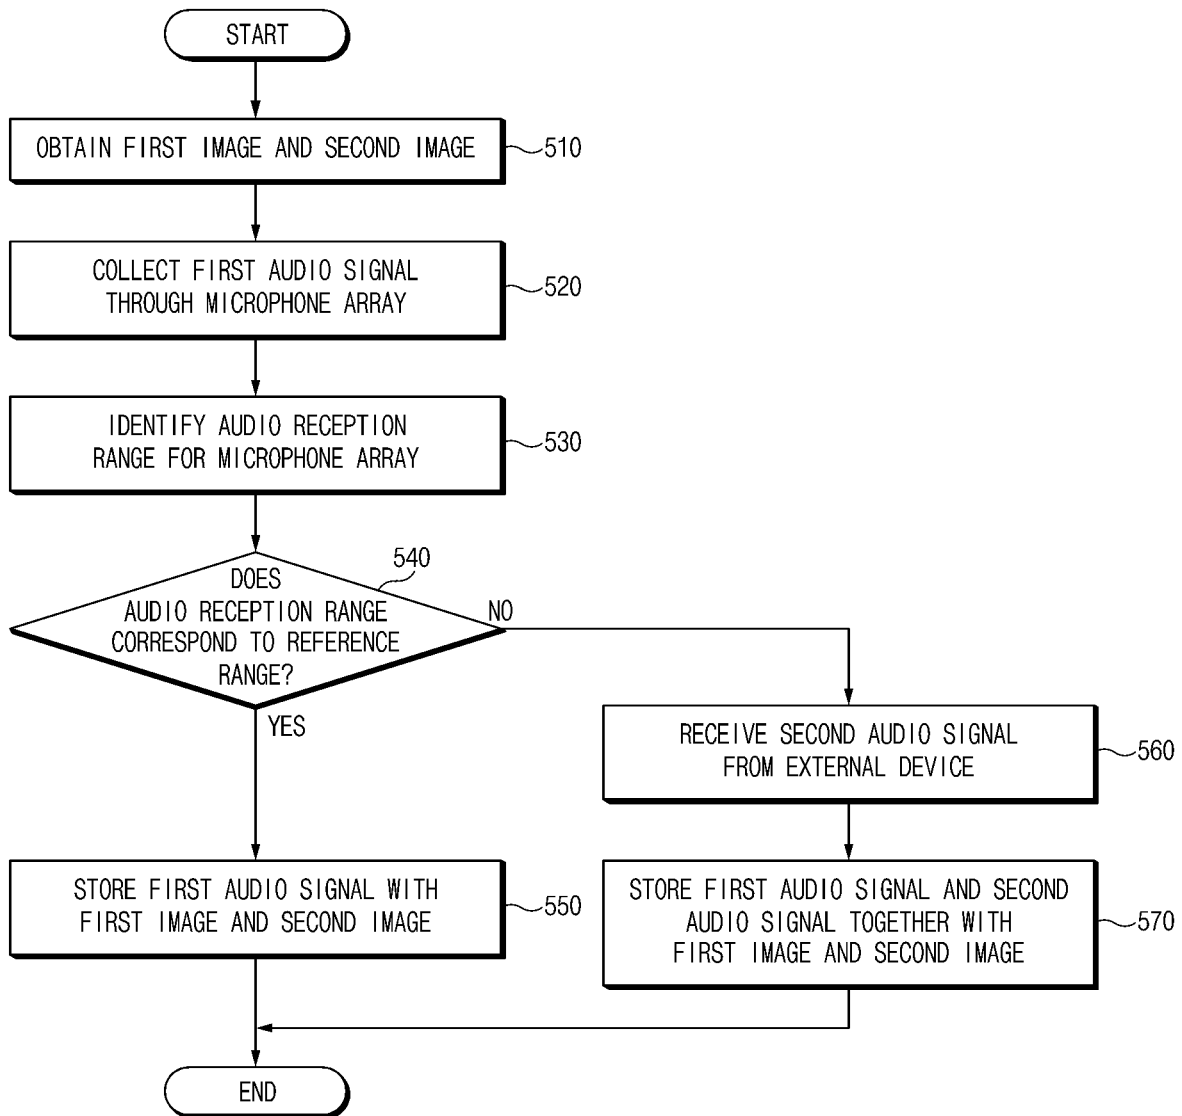 START
OBTAIN FIRST IMAGE AND SECOND IMAGE
510
COLLECT FIRST AUDIO SIGNAL
THROUGH MICROPHONE ARRAY
520
IDENTIFY AUDIO RECEPTION
RANGE FOR MICROPHONE ARRAY
530
540
DOES
AUDIO RECEPTION RANGE
CORRESPOND TO REFERENCE
RANGE?
NO
YES
RECEIVE SECOND AUDIO SIGNAL
FROM EXTERNAL DEVICE
560
STORE FIRST AUDIO SIGNAL WITH
FIRST IMAGE AND SECOND IMAGE
550
STORE FIRST AUDIO SIGNAL AND SECOND
AUDIO SIGNAL TOGETHER WITH
FIRST IMAGE AND SECOND IMAGE
570
END